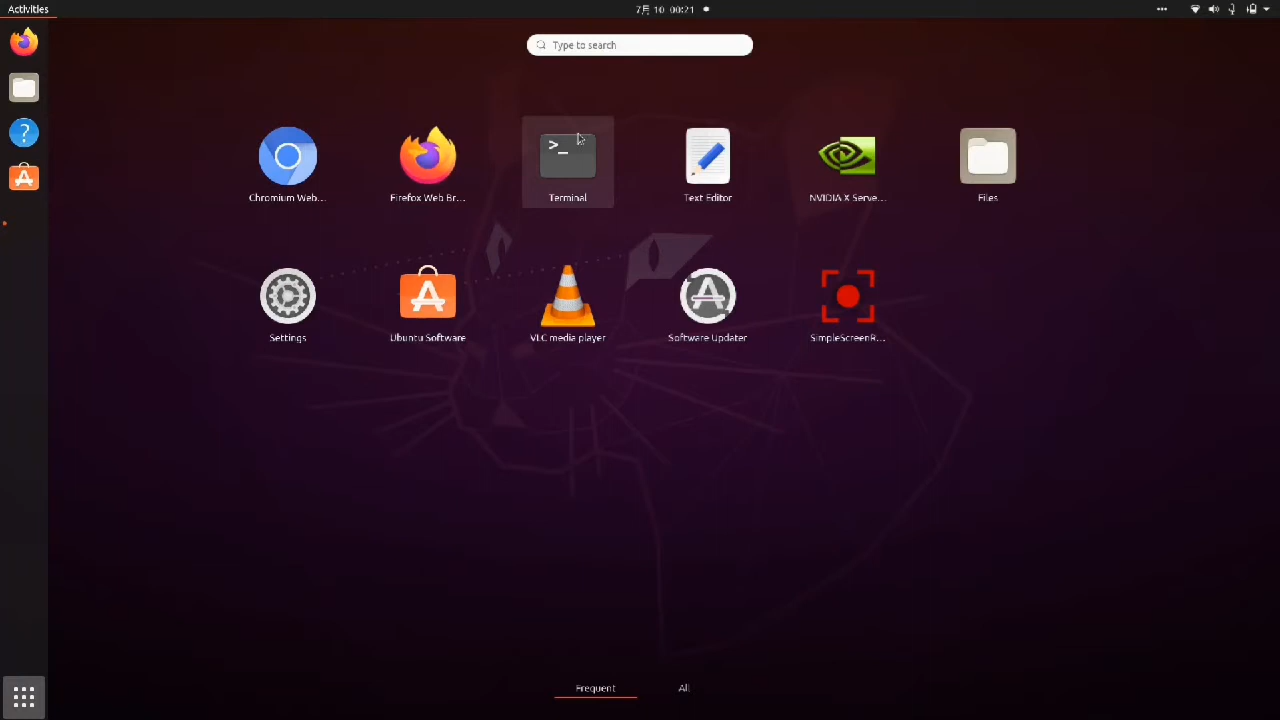 Activities
7月 10 00:21
Type to search
>_
Chromium Web...
Firefox Web Br...
Terminal
Text Editor
NVIDIA X Serve...
Files
?
Settings
Ubuntu Software
VLC media player
Software Updater
SimpleScreenR...
Frequent
All